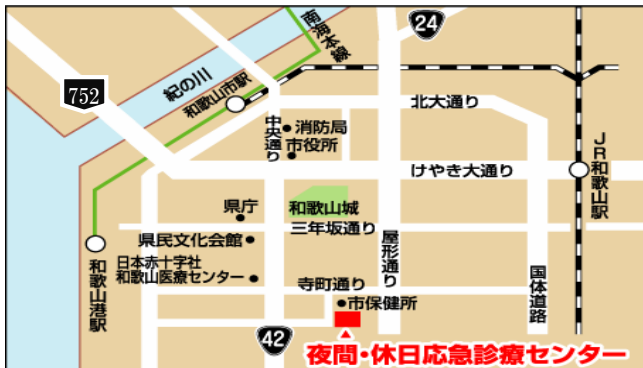 24
南海本線
752
紀の川
和歌山市駅
北大通り
中央通り
消防局
市役所
JR和歌山駅
けやき大通り
県庁
和歌山城
三年坂通り
県民文化会館
屋形通り
日本赤十字社
和歌山医療センター
和歌山港駅
寺町通り
国体道路
市保健所
42
夜間・休日応急診療センター